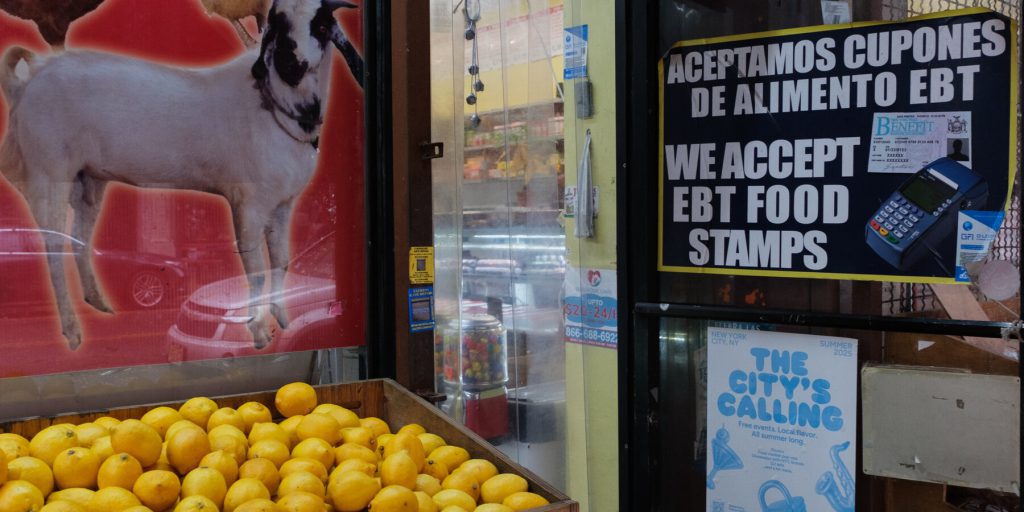 ACEPTAMOS CUPONES
DE ALIMENTO EBT
BENEFIT
WE ACCEPT
EBT FOOD
STAMPS
UPTO
866-688-692
NEW YORK
CITY, NY
SUMMER
2025
THE
CITY'S
CALLING
Free events. Local flavor.
All summer long.